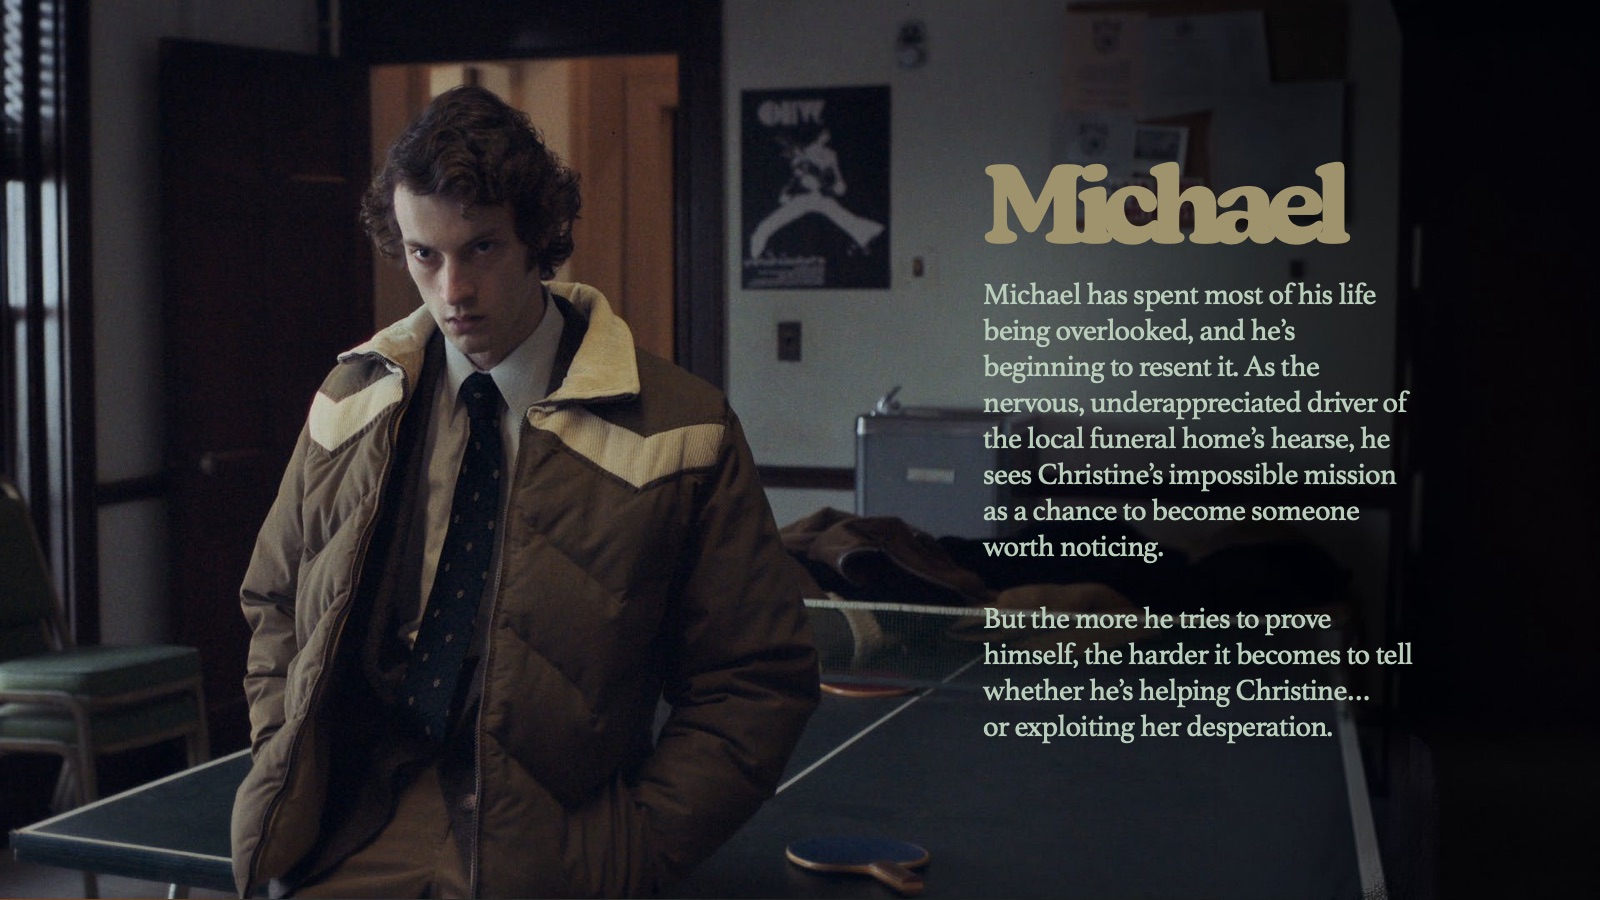 Michael
Michael has spent most of his life
being overlooked, and he’s
beginning to resent it. As the
nervous, underappreciated driver of
the local funeral home’s hearse, he
sees Christine’s impossible mission
as a chance to become someone
worth noticing.
But the more he tries to prove
himself, the harder it becomes to tell
whether he’s helping Christine…
or exploiting her desperation.